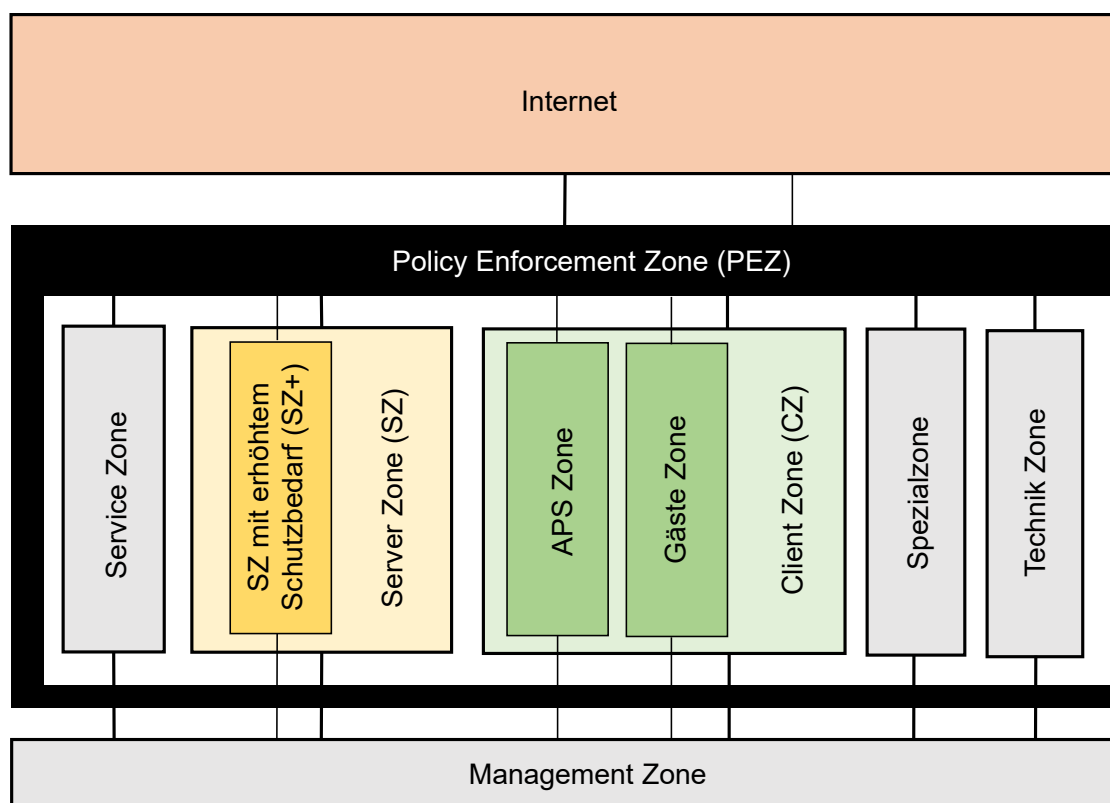 Internet
Policy Enforcement Zone (PEZ)
Service Zone
SZ mit erhöhtem
Schutzbedarf (SZ+)
Server Zone (SZ)
APS Zone
Gäste Zone
Client Zone (CZ)
Spezialzone
Technik Zone
Management Zone